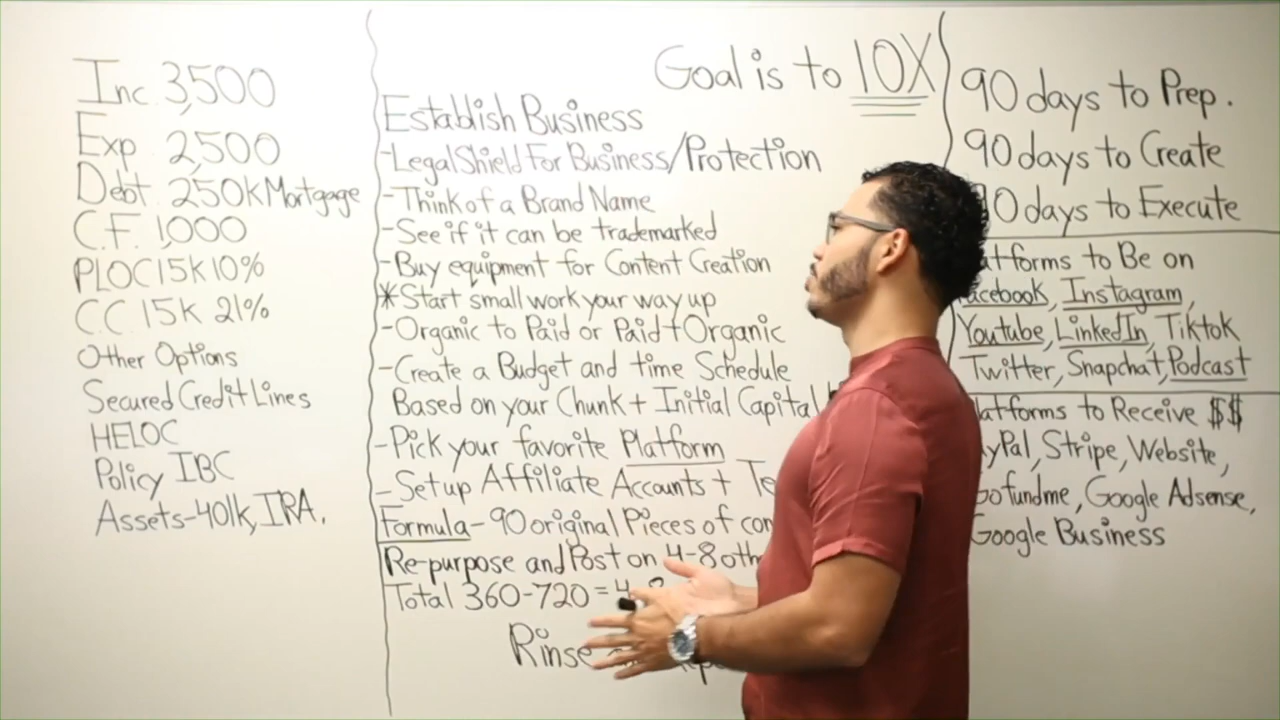 Inc. 3,500
Exp 2,500
Debt 250k Mortgage
C.F. 1,000
PLOC 15k 10%
C.C 15K 21%
Other Options
Secured Credit Lines
HELOC
Policy IBC
Assets-401k, IRA.
Goal is to 10X
Establish Business
-LegalShield For Business/Protection
-Think of a Brand Name
-See if it can be trademarked
-Buy equipment for Content Creation
*Start small work your way up
-Organic to Paid or Paid+Organic
-Create a Budget and time Schedule
Based on your Chunk + Initial Capital
-Pick your favorite Platform
-Setup Affiliate Accounts +
Formula-90 original Pieces of
Re-purpose and Post on 4-8
Total 360-720 =
Rinse
90 days to Prep.
90 days to Create
0 days to Execute
atforms to Be on
acebook, Instagram,
Youtube, LinkedIn, Tiktok
Twitter, Snapchat, Podcast
atforms to Receive $$
yPal, Stripe, Website,
Gofundme, Google Adsense,
Google Business